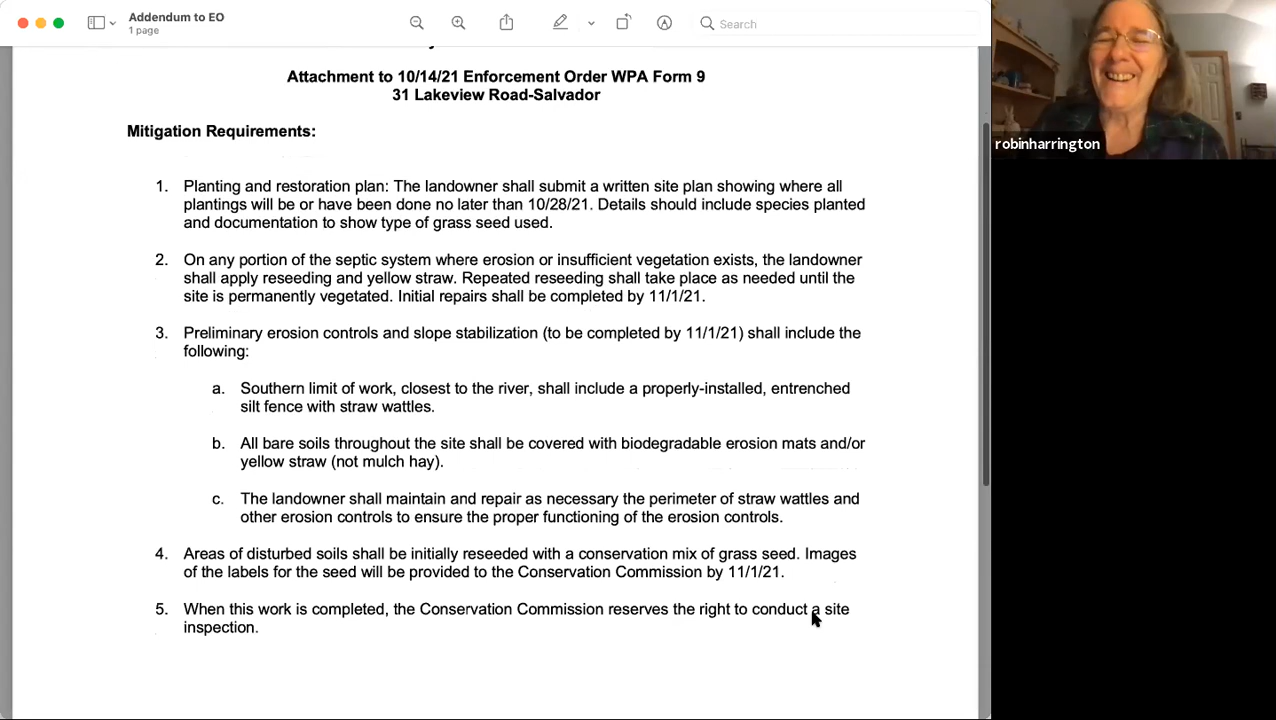 Addendum to EO
1 page
Search
Attachment to 10/14/21 Enforcement Order WPA Form 9
31 Lakeview Road-Salvador
Mitigation Requirements:
1. Planting and restoration plan: The landowner shall submit a written site plan showing where all
plantings will be or have been done no later than 10/28/21. Details should include species planted
and documentation to show type of grass seed used.
2. On any portion of the septic system where erosion or insufficient vegetation exists, the landowner
shall apply reseeding and yellow straw. Repeated reseeding shall take place as needed until the
site is permanently vegetated. Initial repairs shall be completed by 11/1/21.
3. Preliminary erosion controls and slope stabilization (to be completed by 11/1/21) shall include the
following:
a. Southern limit of work, closest to the river, shall include a properly-installed, entrenched
silt fence with straw wattles.
b. All bare soils throughout the site shall be covered with biodegradable erosion mats and/or
yellow straw (not mulch hay).
c. The landowner shall maintain and repair as necessary the perimeter of straw wattles and
other erosion controls to ensure the proper functioning of the erosion controls.
4. Areas of disturbed soils shall be initially reseeded with a conservation mix of grass seed. Images
of the labels for the seed will be provided to the Conservation Commission by 11/1/21.
5. When this work is completed, the Conservation Commission reserves the right to conduct a site
inspection.
robinharrington